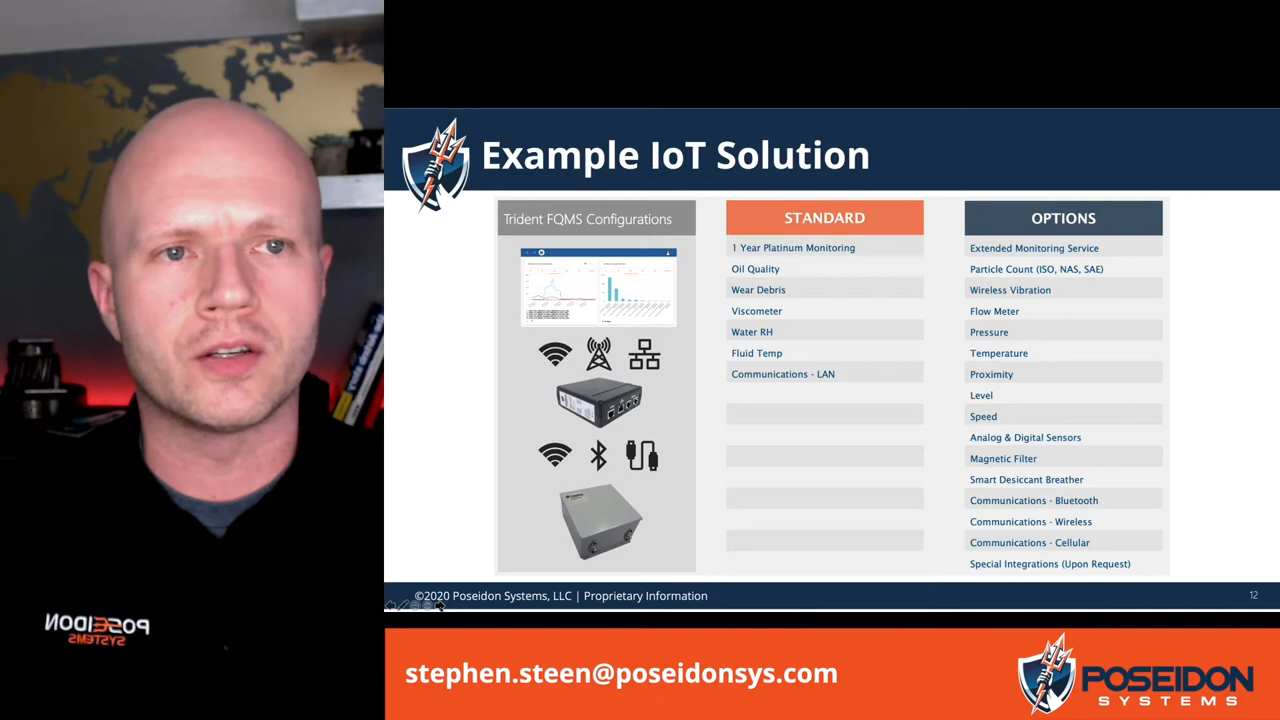 Example IoT Solution
Trident FQMS Configurations
STANDARD
1 Year Platinum Monitoring
Oil Quality
Wear Debris
Viscometer
Water RH
Fluid Temp
Communications - LAN
OPTIONS
Extended Monitoring Service
Particle Count (ISO, NAS, SAE)
Wireless Vibration
Flow Meter
Pressure
Temperature
Proximity
Level
Speed
Analog & Digital Sensors
Magnetic Filter
Smart Desiccant Breather
Communications - Bluetooth
Communications - Wireless
Communications - Cellular
Special Integrations (Upon Request)
©2020 Poseidon Systems, LLC | Proprietary Information
12
POSEIDON
SYSTEMS
stephen.steen@poseidonsys.com
POSEIDON
SYSTEMS